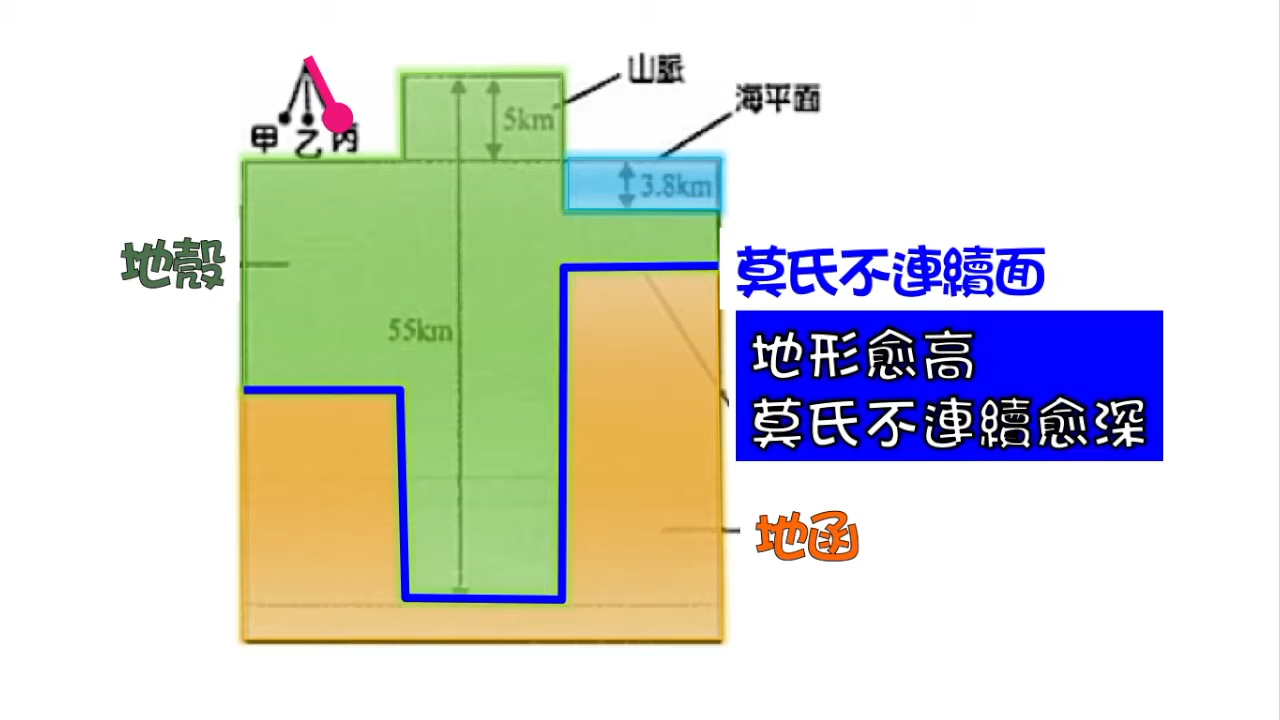 山脈
海平面
甲 乙 丙
5km
3.8km
地殼
莫氏不連續面
55km
地形愈高
莫氏不連續愈深
地函